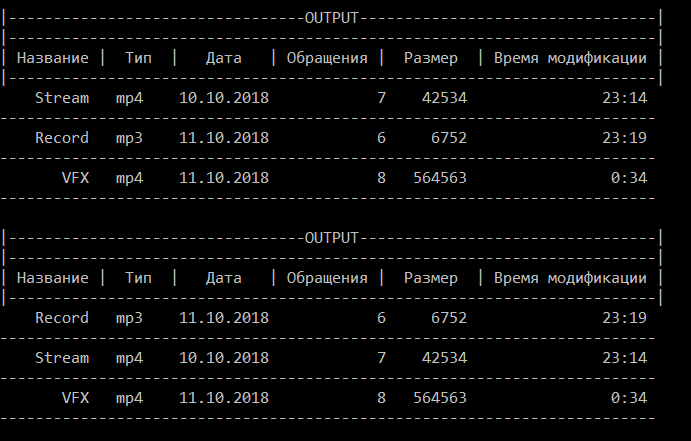 |---------------------------------OUTPUT---------------------------------|
|------------------------------------------------------------------------|
| Название |  Тип  |   Дата   | Обращения |  Размер  | Время модификации |
|------------------------------------------------------------------------|
    Stream   mp4    10.10.2018            7    42534               23:14
-------------------------------------------------------------------------
    Record   mp3    11.10.2018            6     6752               23:19
-------------------------------------------------------------------------
       VFX   mp4    11.10.2018            8   564563                0:34
-------------------------------------------------------------------------
|---------------------------------OUTPUT---------------------------------|
|------------------------------------------------------------------------|
| Название |  Тип  |   Дата   | Обращения |  Размер  | Время модификации |
|------------------------------------------------------------------------|
    Record   mp3    11.10.2018            6     6752               23:19
-------------------------------------------------------------------------
    Stream   mp4    10.10.2018            7    42534               23:14
-------------------------------------------------------------------------
       VFX   mp4    11.10.2018            8   564563                0:34
-------------------------------------------------------------------------